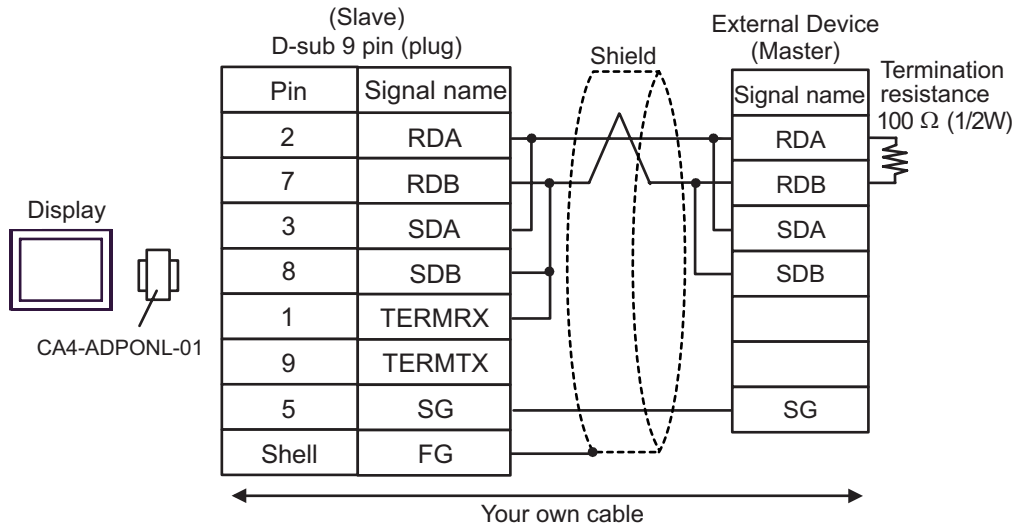 (Slave)
D-sub 9 pin (plug)
Shield
External Device
(Master)
Termination
resistance
100 Ω (1/2W)
Pin Signal name
Signal name
2 RDA
RDA
7 RDB
RDB
3 SDA
SDA
8 SDB
SDB
1 TERMRX
9 TERMTX
5 SG
SG
Shell FG
Display
CA4-ADPONL-01
Your own cable